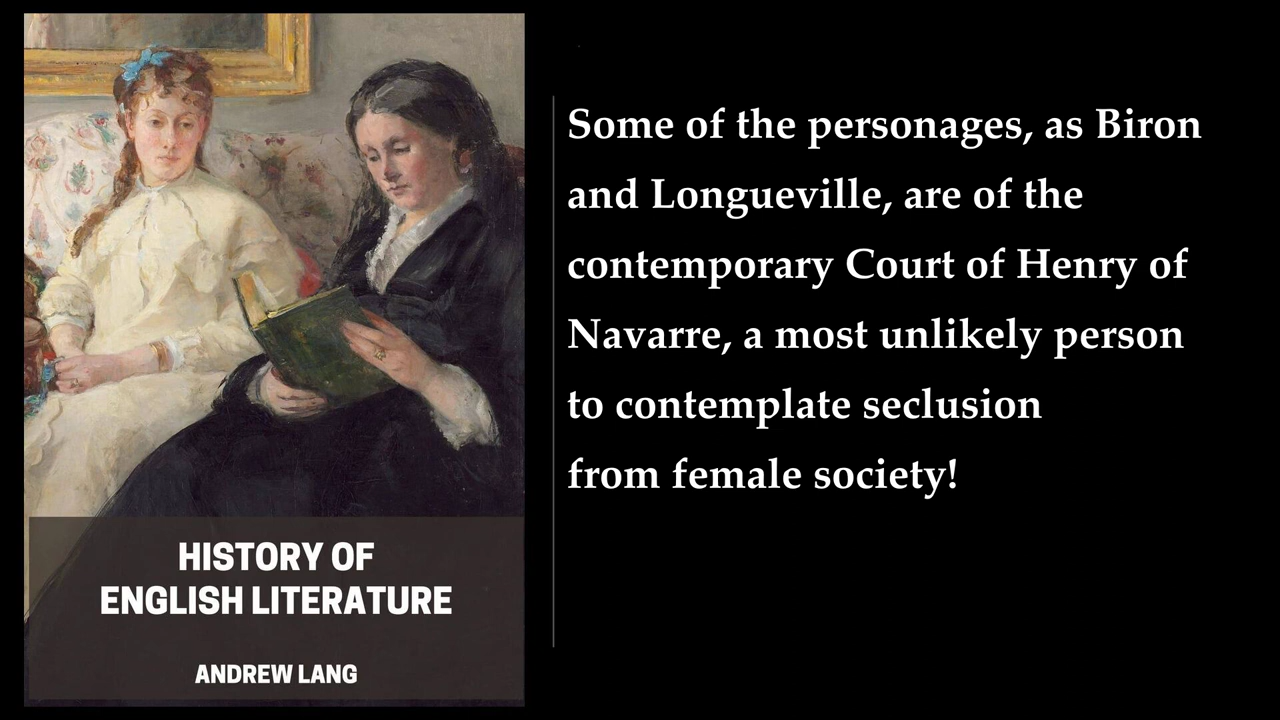 HISTORY OF
ENGLISH LITERATURE
ANDREW LANG
Some of the personages, as Biron
and Longueville, are of the
contemporary Court of Henry of
Navarre, a most unlikely person
to contemplate seclusion
from female society!